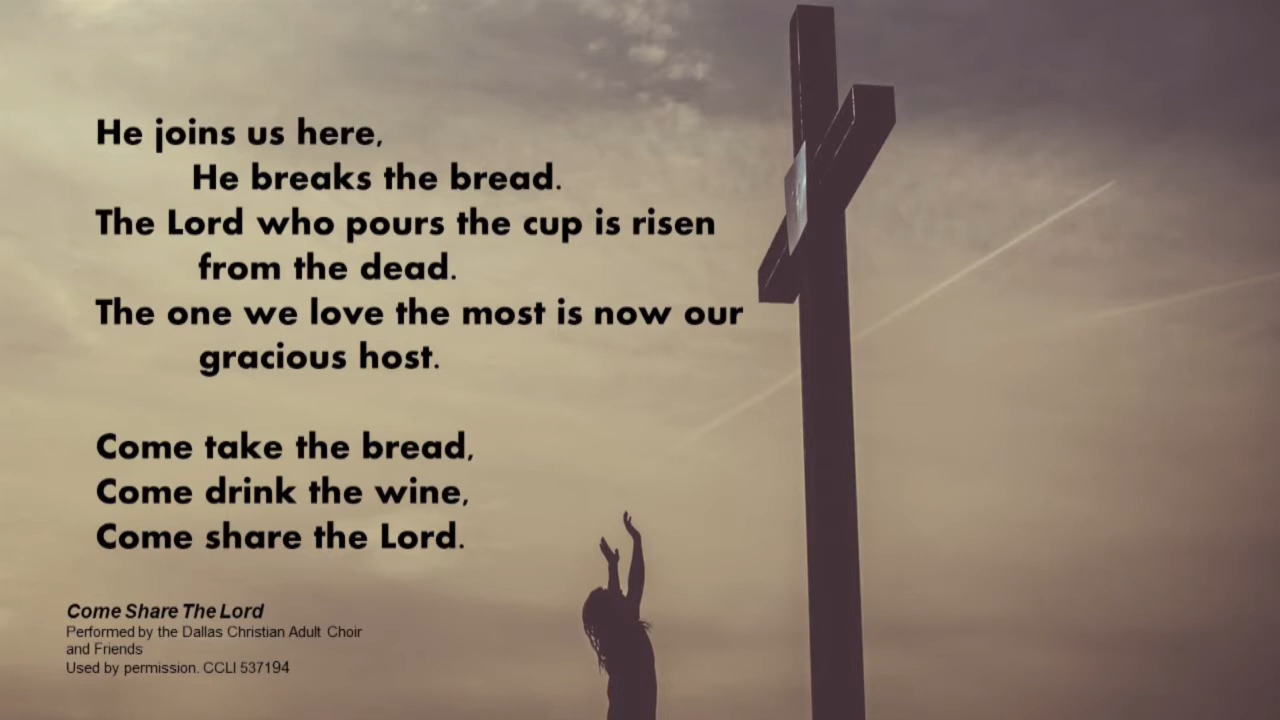 He joins us here,
He breaks the bread.
The Lord who pours the cup is risen
from the dead.
The one we love the most is now our
gracious host.
Come take the bread,
Come drink the wine,
Come share the Lord.
Come Share The Lord
Performed by the Dallas Christian Adult Choir
and Friends
Used by permission. CCLI 537194